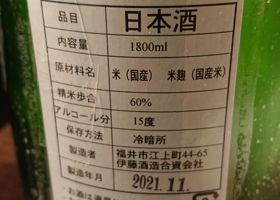 品目 日本酒
内容量 1800ml
原材料名 米（国産） 米麹（国産米）
精米歩合 60%
アルコール分 15度
保存方法 冷暗所
製造者 福井市江上町44-65
伊藤酒造合資会社
製造年月 2021.11.
お酒は